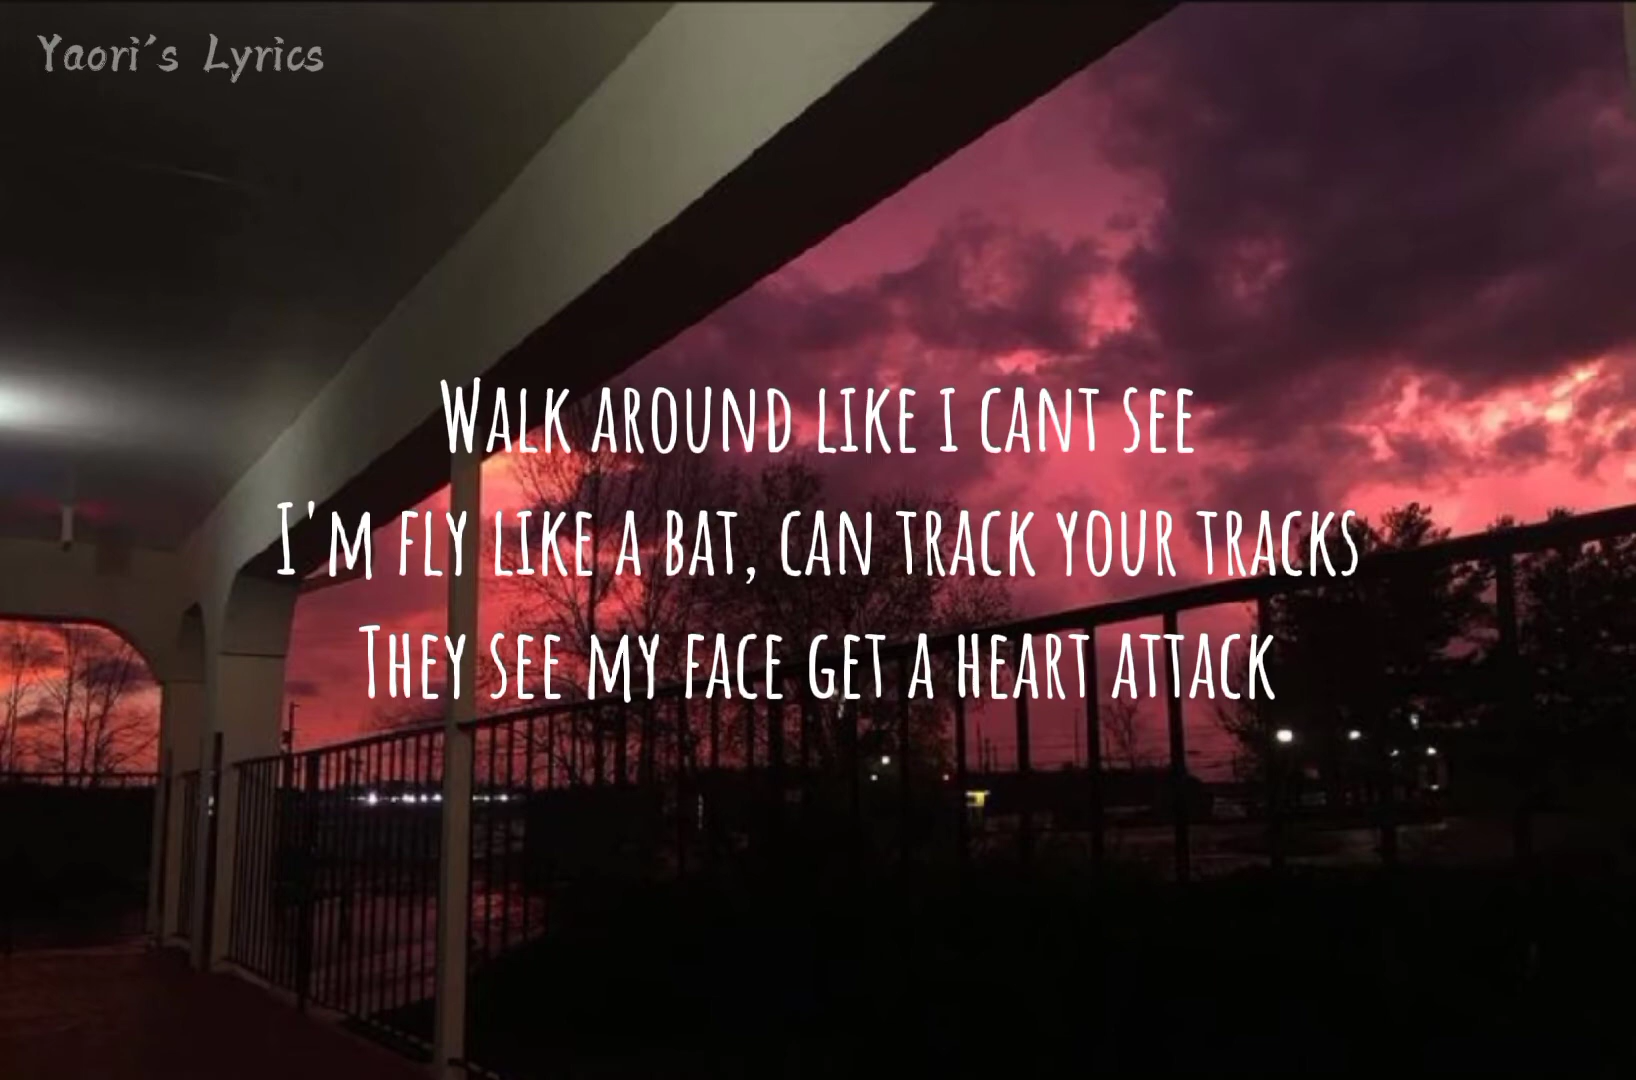 Yaori's Lyrics
Walk around like i cant see
I'm fly like a bat, can track your tracks
They see my face get a heart attack